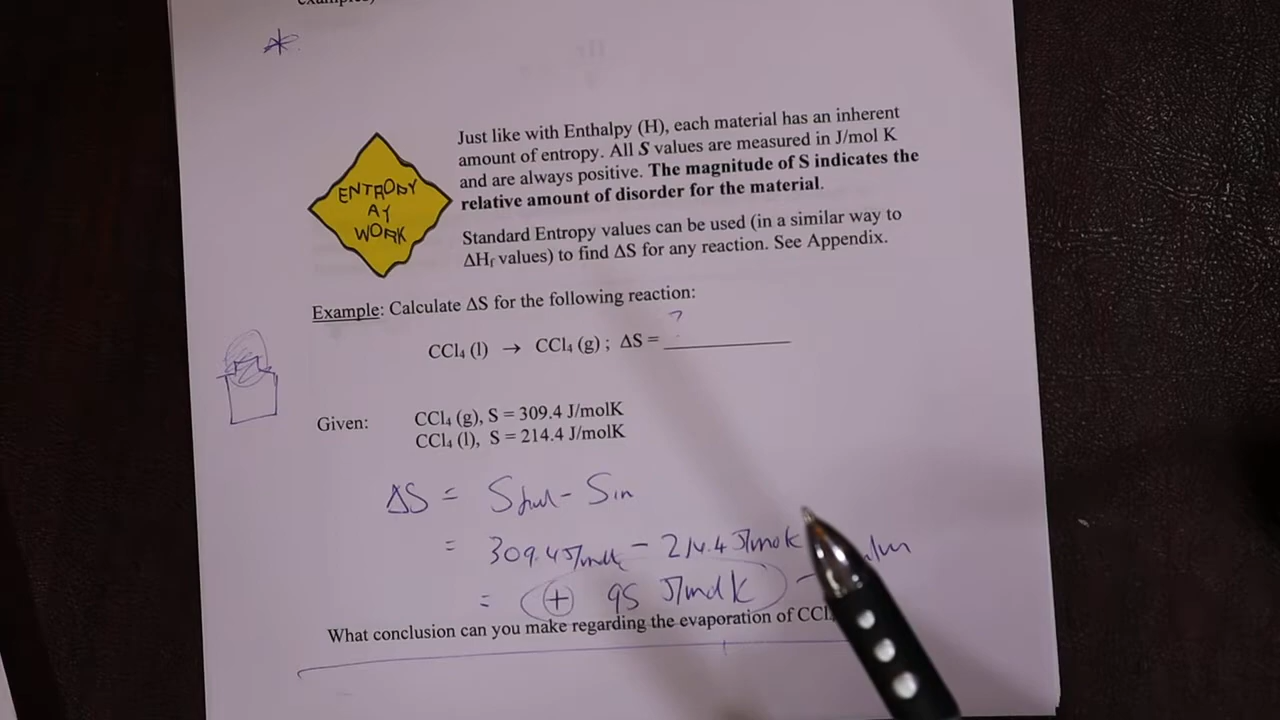 Just like with Enthalpy (H), each material has an inherent
amount of entropy. All S values are measured in J/mol K
and are always positive. The magnitude of S indicates the
relative amount of disorder for the material.
ENTROPY
AY
WORK
Standard Entropy values can be used (in a similar way to
ΔHf values) to find ΔS for any reaction. See Appendix.
Example: Calculate ΔS for the following reaction:
?
CCl₄ (l) → CCl₄ (g) ; ΔS = __________
Given: CCl₄ (g), S = 309.4 J/molK
CCl₄ (l), S = 214.4 J/molK
ΔS = Sfinal - Sin
= 309.4 J/molK - 214.4 J/molK
= + 95 J/molK
What conclusion can you make regarding the evaporation of CCl